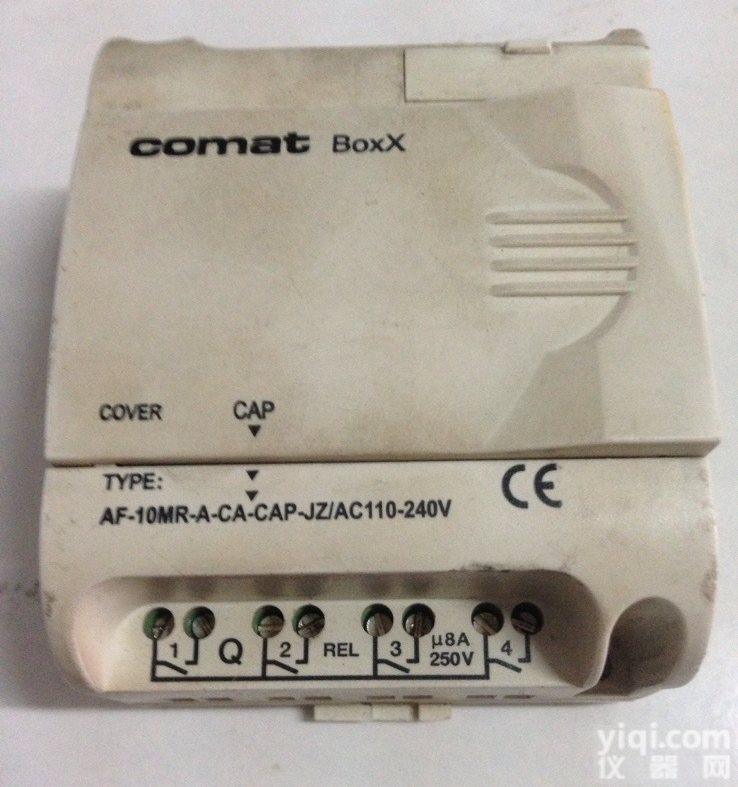 comat BoxX
COVER CAP
TYPE:
AF-10MR-A-CA-CAP-JZ/AC110-240V
CE
1 Q 2 REL 3 µ8A 250V 4
yiqi.com
仪器网